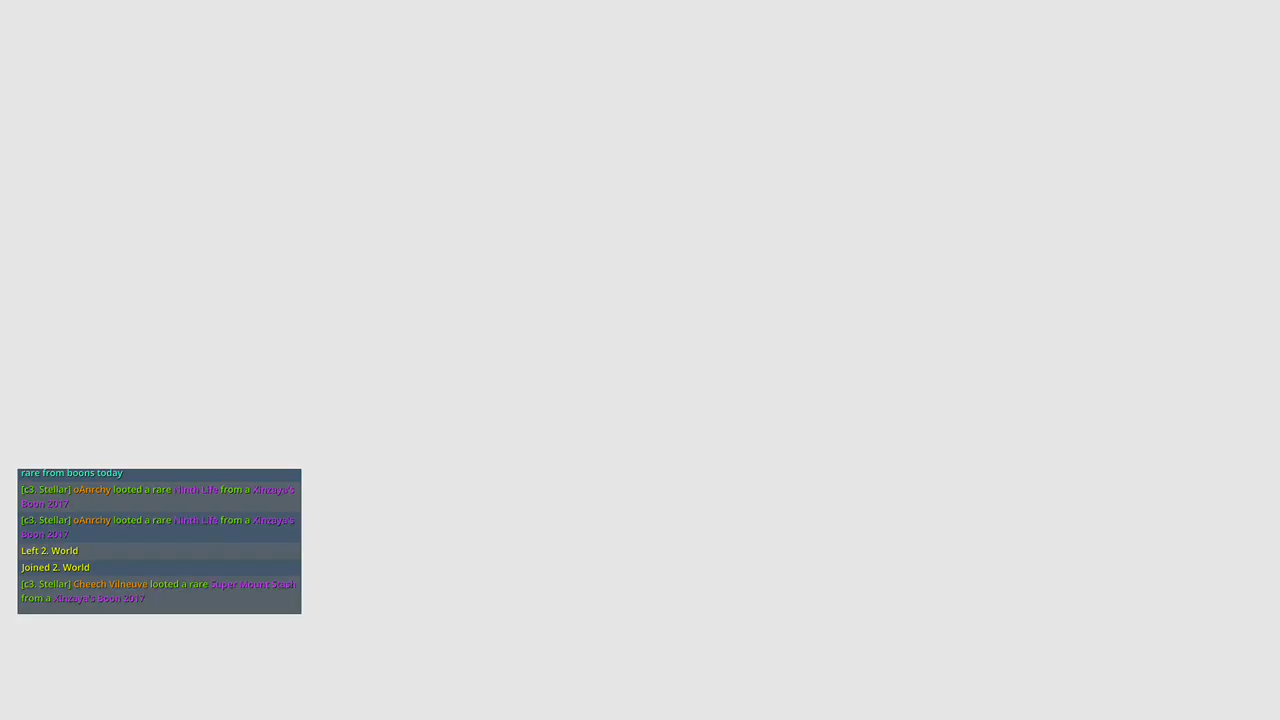 rare from boons today
[c3. Stellar] oAnrchy looted a rare Ninth Life from a Xinzaya's
Boon 2017
[c3. Stellar] oAnrchy looted a rare Ninth Life from a Xinzaya's
Boon 2017
Left 2. World
Joined 2. World
[c3. Stellar] Cheech Vilneuve looted a rare Super Mount Stash
from a Xinzaya's Boon 2017